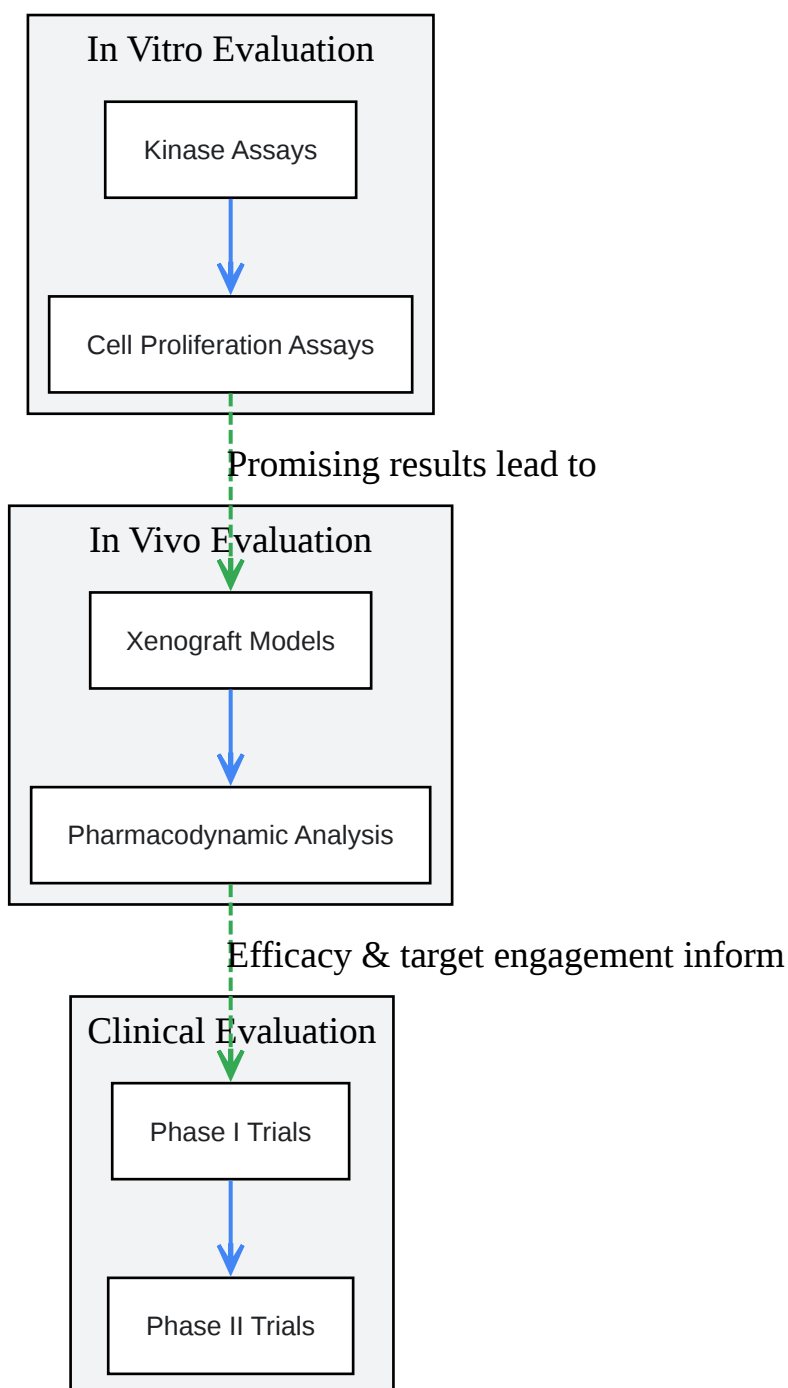 In Vitro Evaluation
Kinase Assays
Cell Proliferation Assays
Promising results lead to
In Vivo Evaluation
Xenograft Models
Pharmacodynamic Analysis
Efficacy & target engagement inform
Clinical Evaluation
Phase I Trials
Phase II Trials